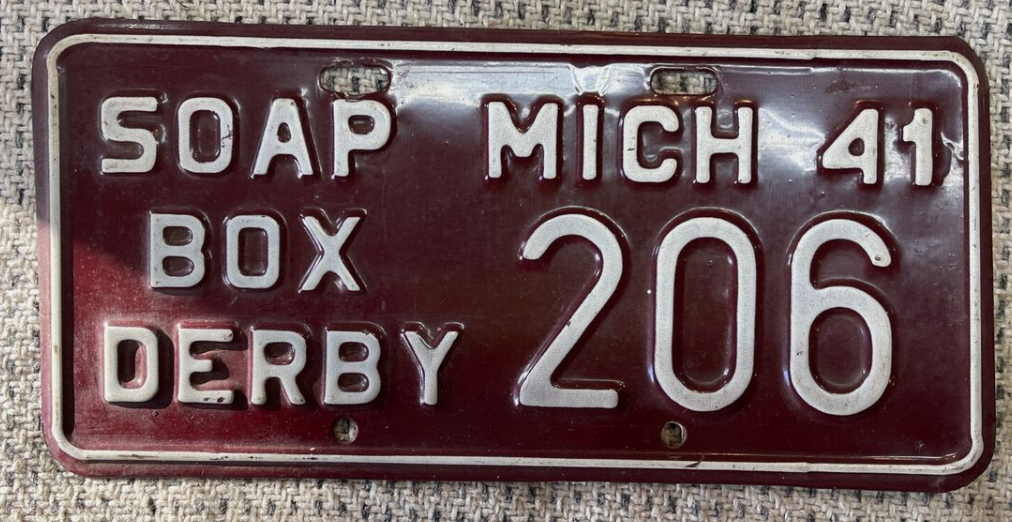 SOAP MICH 41
BOX 206
DERBY